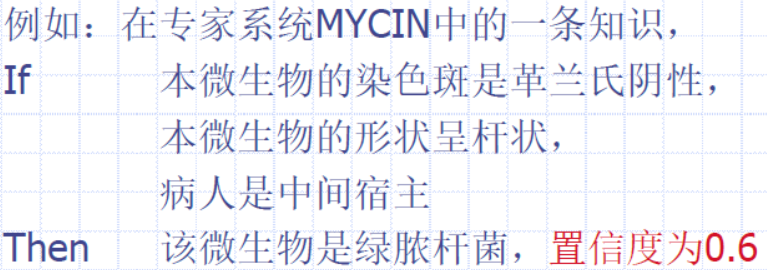 例如：在专家系统MYCIN中的一条知识，
If 本微生物的染色斑是革兰氏阴性，
本微生物的形状呈杆状，
病人是中间宿主
Then 该微生物是绿脓杆菌，置信度为0.6